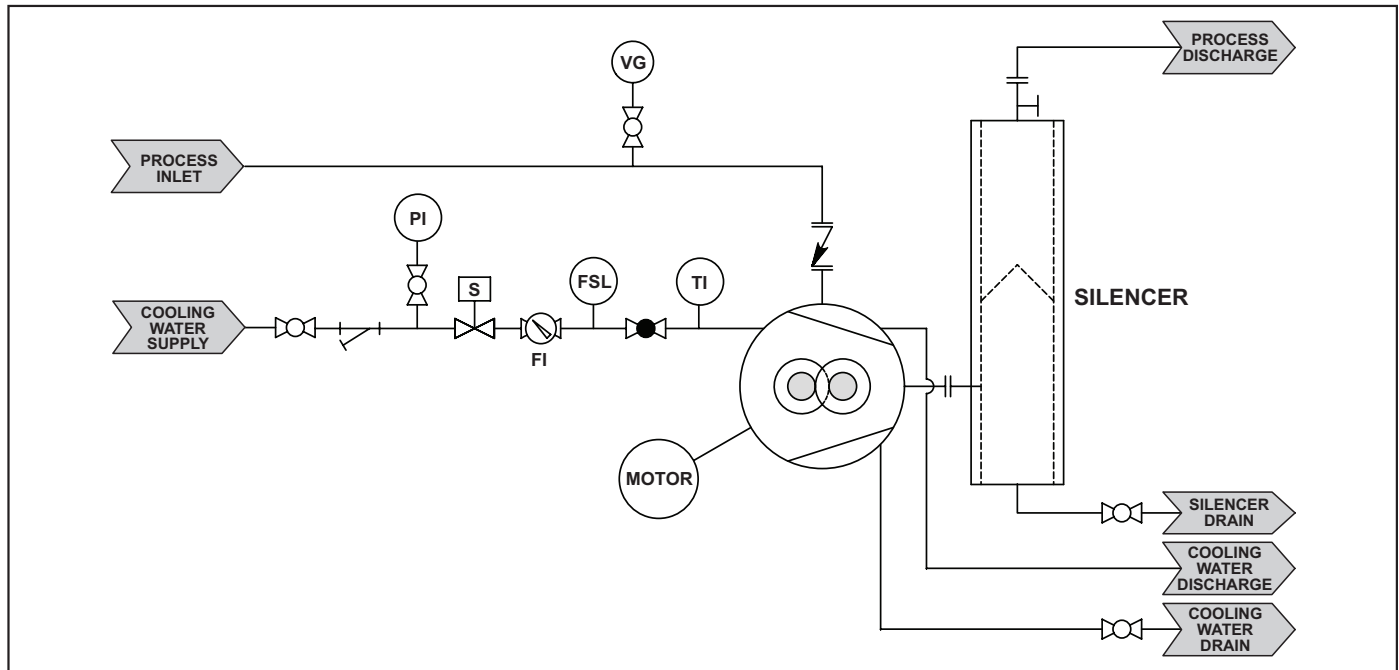 PROCESS
DISCHARGE
VG
PROCESS
INLET
PI
S
FSL
TI
COOLING
WATER
SUPPLY
FI
SILENCER
MOTOR
SILENCER
DRAIN
COOLING
WATER
DISCHARGE
COOLING
WATER
DRAIN